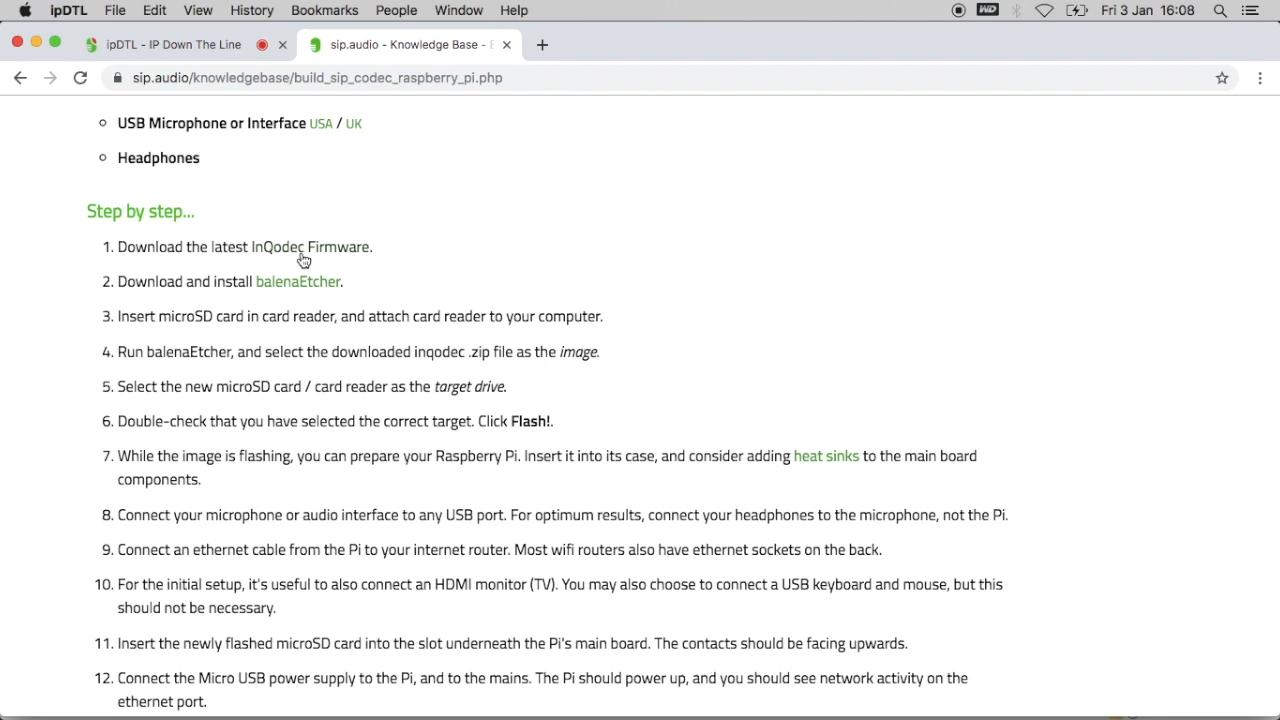 ipDTL File Edit View History Bookmarks People Window Help WD Fri 3 Jan 16:08
ipDTL - IP Down The Line sip.audio - Knowledge Base -
sip.audio/knowledgebase/build_sip_codec_raspberry_pi.php
USB Microphone or Interface USA / UK
Headphones
Step by step...
1. Download the latest InQodec Firmware.
2. Download and install balenaEtcher.
3. Insert microSD card in card reader, and attach card reader to your computer.
4. Run balenaEtcher, and select the downloaded inqodec .zip file as the image.
5. Select the new microSD card / card reader as the target drive.
6. Double-check that you have selected the correct target. Click Flash!.
7. While the image is flashing, you can prepare your Raspberry Pi. Insert it into its case, and consider adding heat sinks to the main board
components.
8. Connect your microphone or audio interface to any USB port. For optimum results, connect your headphones to the microphone, not the Pi.
9. Connect an ethernet cable from the Pi to your internet router. Most wifi routers also have ethernet sockets on the back.
10. For the initial setup, it's useful to also connect an HDMI monitor (TV). You may also choose to connect a USB keyboard and mouse, but this
should not be necessary.
11. Insert the newly flashed microSD card into the slot underneath the Pi's main board. The contacts should be facing upwards.
12. Connect the Micro USB power supply to the Pi, and to the mains. The Pi should power up, and you should see network activity on the
ethernet port.